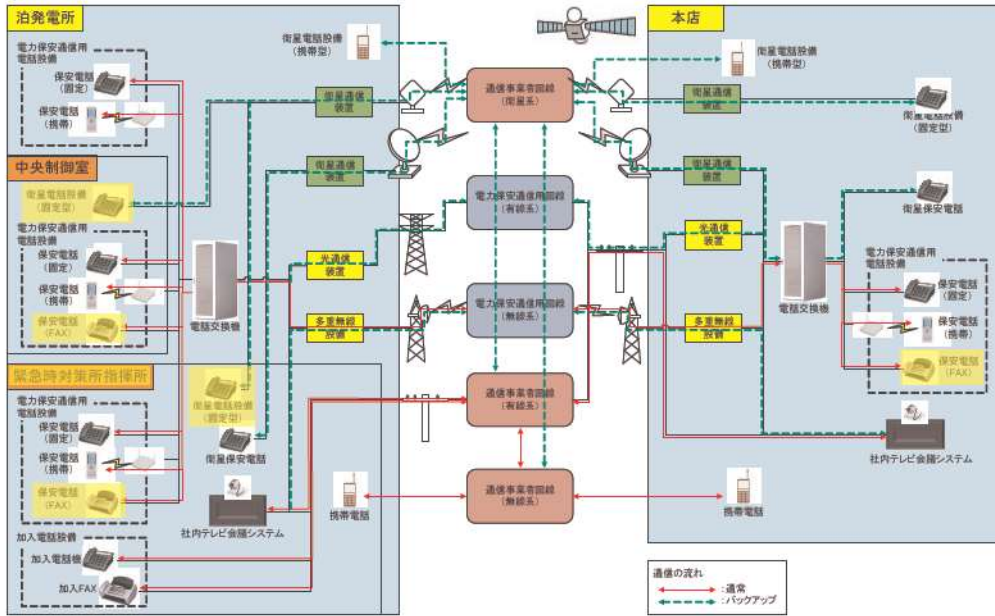 泊発電所
電力保安通信用
電話設備
保安電話
(固定)
保安電話
(携帯)
中央制御室
衛星電話設備
(固定型)
電力保安通信用
電話設備
保安電話
(固定)
保安電話
(携帯)
保安電話
(FAX)
緊急時対策所指揮所
電力保安通信用
電話設備
保安電話
(固定)
保安電話
(携帯)
保安電話
(FAX)
加入電話設備
加入電話機
加入FAX
電話交換機
衛星電話設備
(固定型)
衛星保安電話
社内テレビ会議システム
衛星電話設備
(携帯型)
衛星通信
装置
衛星通信
装置
光通信
装置
多重無線
設備
携帯電話
通信事業者回線
(衛星系)
電力保安通信用回線
(有線系)
電力保安通信用回線
(無線系)
通信事業者回線
(有線系)
通信事業者回線
(無線系)
本店
衛星電話設備
(携帯型)
衛星通信
装置
衛星電話設備
(固定型)
衛星通信
装置
衛星保安電話
光通信
装置
電話交換機
多重無線
設備
電力保安通信用
電話設備
保安電話
(固定)
保安電話
(携帯)
保安電話
(FAX)
社内テレビ会議システム
携帯電話
通信の流れ
:通常
:バックアップ